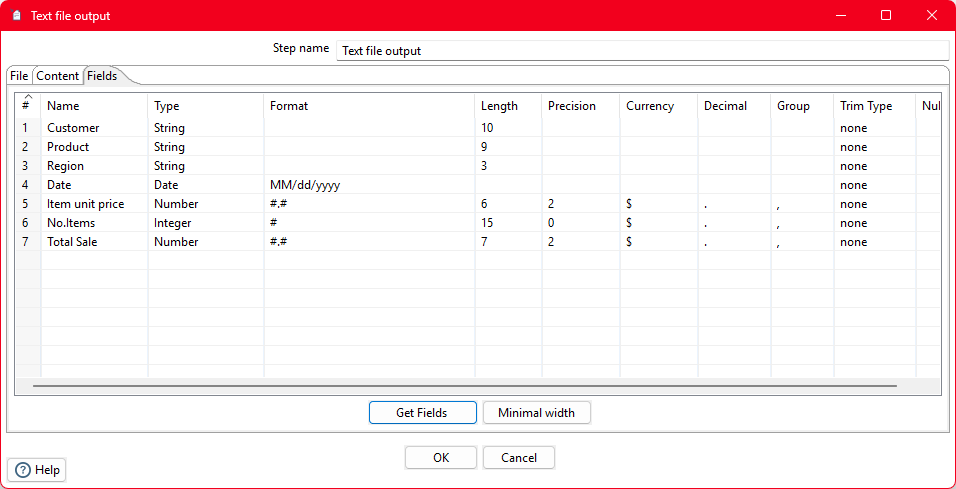 Text file output
Step name Text file output
File Content Fields
# Name Type Format Length Precision Currency Decimal Group Trim Type Nul
1 Customer String 10 none
2 Product String 9 none
3 Region String 3 none
4 Date Date MM/dd/yyyy none
5 Item unit price Number #.# 6 2 $ . , none
6 No.Items Integer # 15 0 $ . , none
7 Total Sale Number #.# 7 2 $ . , none
Get Fields Minimal width
OK Cancel
? Help